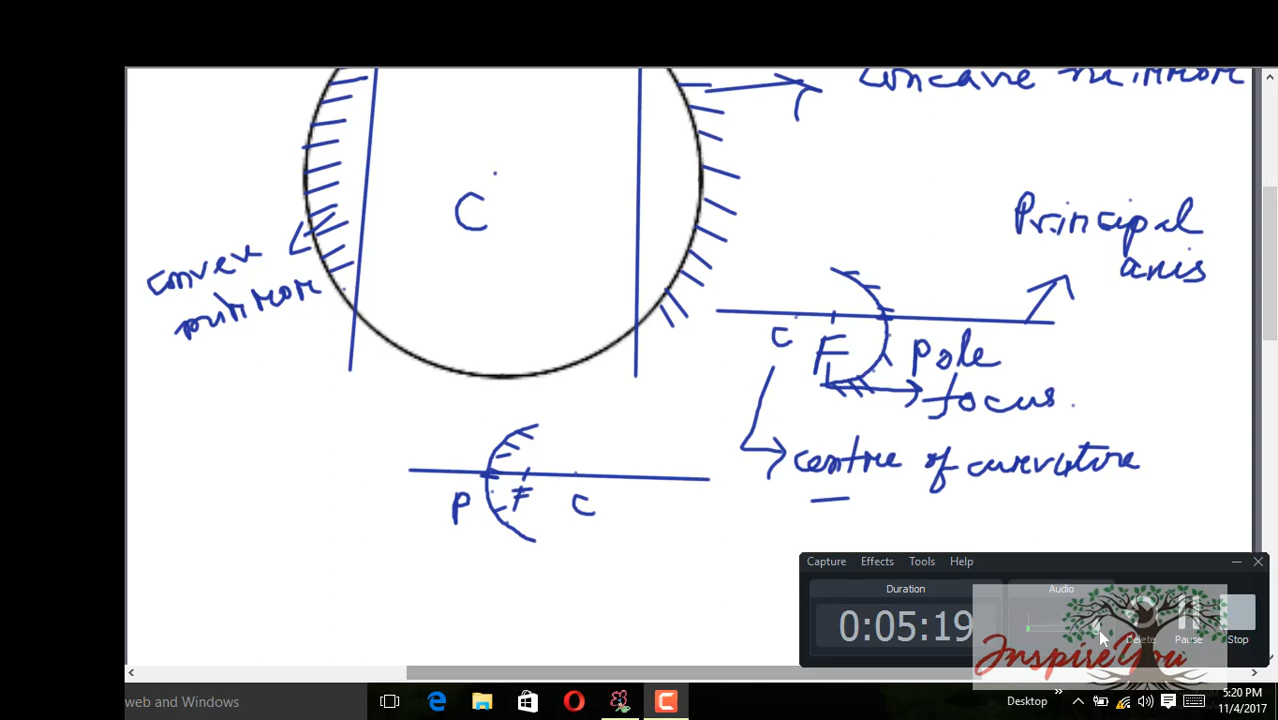 concave mirror
C
convex
mirror
Principal
axis
C
F
pole
focus.
centre of curvature
P
F
C
Capture Effects Tools Help
Duration
Audio
0:05:19
Delete
Pause
Stop
InspireYou
web and Windows
Desktop
5:20 PM
11/4/2017